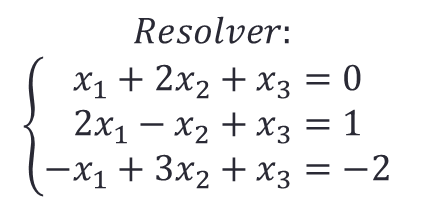 Resolver:
x₁ + 2x₂ + x₃ = 0
2x₁ − x₂ + x₃ = 1
−x₁ + 3x₂ + x₃ = −2